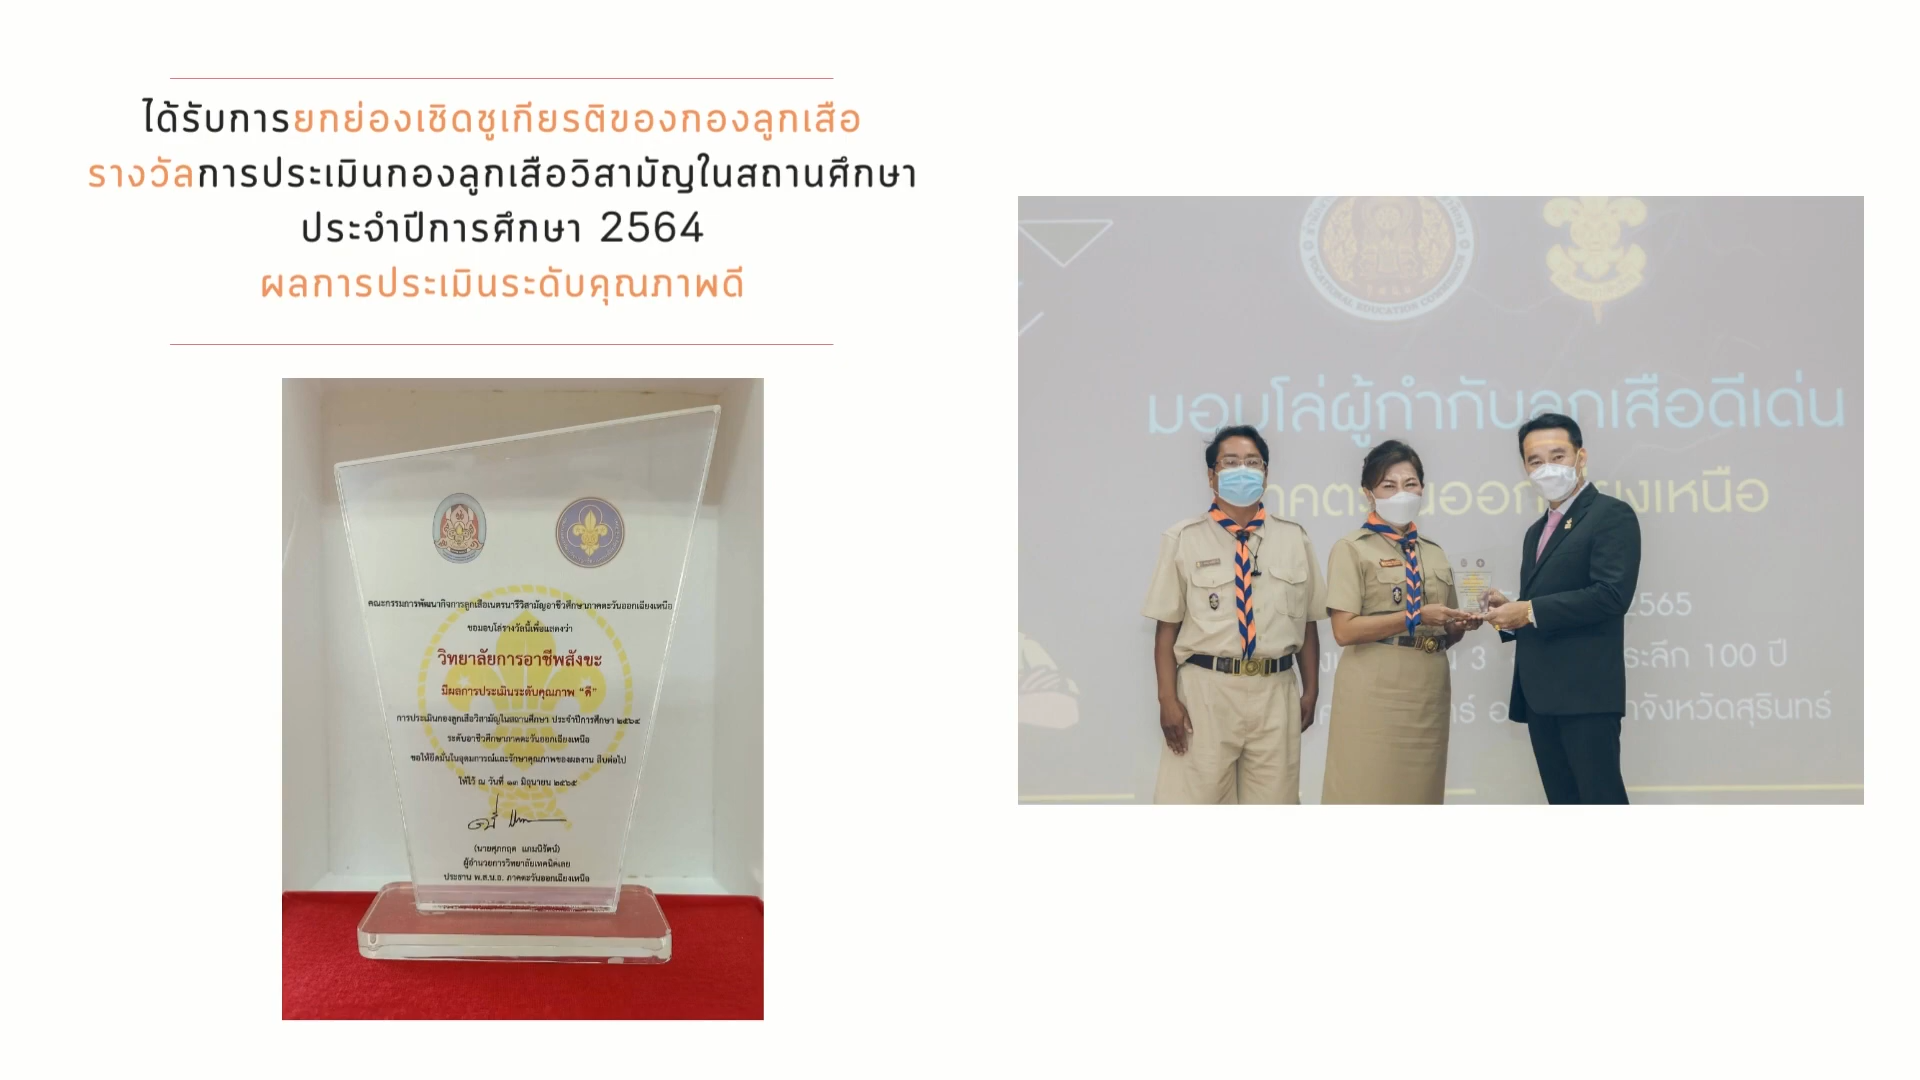 ได้รับการยกย่องเชิดชูเกียรติของกองลูกเสือ
รางวัลการประเมินกองลูกเสือวิสามัญในสถานศึกษา
ประจำปีการศึกษา 2564
ผลการประเมินระดับคุณภาพดี
คณะกรรมการพัฒนากิจการลูกเสือเนตรนารีวิสามัญอาชีวศึกษาภาคตะวันออกเฉียงเหนือ
ขอมอบโล่รางวัลนี้เพื่อแสดงว่า
วิทยาลัยการอาชีพสังขะ
มีผลการประเมินระดับคุณภาพ “ดี”
การประเมินกองลูกเสือวิสามัญในสถานศึกษา ประจำปีการศึกษา ๒๕๖๔
ระดับอาชีวศึกษาภาคตะวันออกเฉียงเหนือ
ขอให้ยึดมั่นในอุดมการณ์และรักษาคุณภาพของผลงาน สืบต่อไป
ให้ไว้ ณ วันที่ ๑๓ มิถุนายน ๒๕๖๕
ผู้อำนวยการวิทยาลัยเทคนิคเลย
ประธาน พ.ล.น.อ. ภาคตะวันออกเฉียงเหนือ
VOCATIONAL EDUCATION COMMISSION
มอบโล่ผู้กำกับลูกเสือดีเด่น
2565
3
ระลึก 100 ปี
จังหวัดสุรินทร์